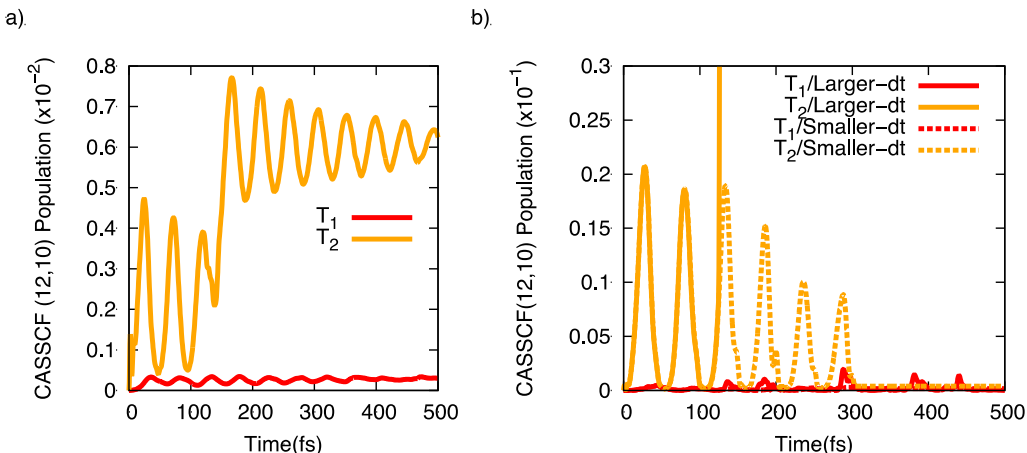 a).
CASSCF (12,10) Population (x10⁻²)
0.8
0.7
0.6
0.5
0.4
0.3
0.2
0.1
0
T₁
T₂
0 100 200 300 400 500
Time(fs)
b).
CASSCF(12,10) Population (x10⁻¹)
0.3
0.25
0.2
0.15
0.1
0.05
0
T₁/Larger-dt
T₂/Larger-dt
T₁/Smaller-dt
T₂/Smaller-dt
0 100 200 300 400 500
Time(fs)